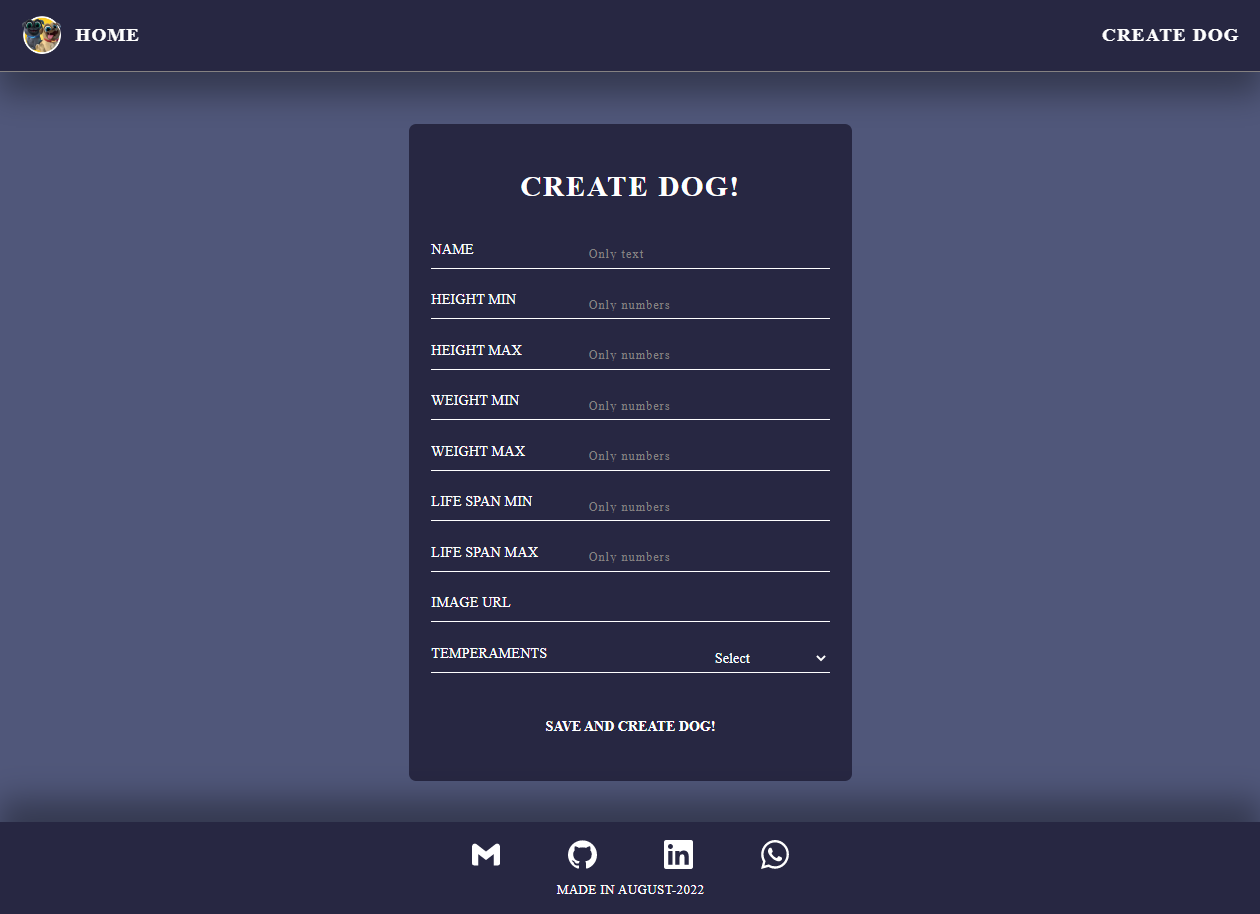 HOME
CREATE DOG
CREATE DOG!
NAME Only text
HEIGHT MIN Only numbers
HEIGHT MAX Only numbers
WEIGHT MIN Only numbers
WEIGHT MAX Only numbers
LIFE SPAN MIN Only numbers
LIFE SPAN MAX Only numbers
IMAGE URL
TEMPERAMENTS Select
SAVE AND CREATE DOG!
in
MADE IN AUGUST-2022